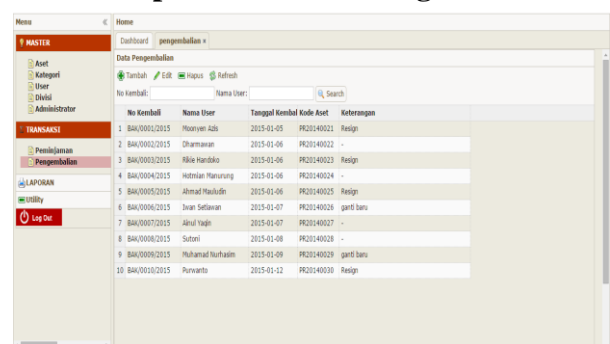 Menu
Home
MASTER
Aset
Kategori
User
Divisi
Administrator
TRANSAKSI
Peminjaman
Pengembalian
LAPORAN
Utility
Log Out
Dashboard pengembalian ×
Data Pengembalian
Tambah Edit Hapus Refresh
No Kembali: Nama User: Search
No Kembali Nama User Tanggal Kembal Kode Aset Keterangan
1 BAK/0001/2015 Moonyen Azis 2015-01-05 PR20140021 Resign
2 BAK/0002/2015 Dharmawan 2015-01-06 PR20140022 -
3 BAK/0003/2015 Rikie Handoko 2015-01-06 PR20140023 Resign
4 BAK/0004/2015 Hotmian Manurung 2015-01-06 PR20140024 -
5 BAK/0005/2015 Ahmad Mauludin 2015-01-06 PR20140025 Resign
6 BAK/0006/2015 Iwan Setiawan 2015-01-07 PR20140026 ganti baru
7 BAK/0007/2015 Ainul Yaqin 2015-01-07 PR20140027 -
8 BAK/0008/2015 Sutoni 2015-01-08 PR20140028 -
9 BAK/0009/2015 Muhamad Nurhasim 2015-01-09 PR20140029 ganti baru
10 BAK/0010/2015 Purwanto 2015-01-12 PR20140030 Resign